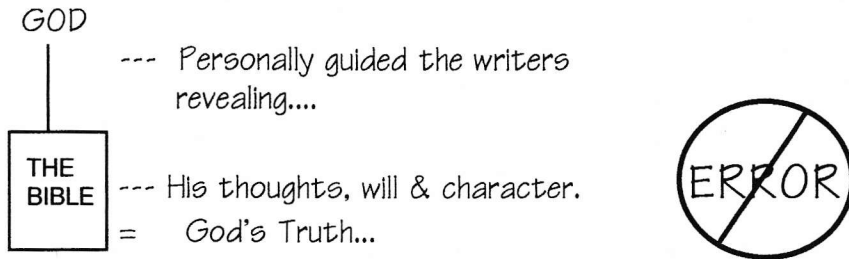 GOD
--- Personally guided the writers
revealing....
THE
BIBLE
--- His thoughts, will & character.
= God's Truth...
ERROR